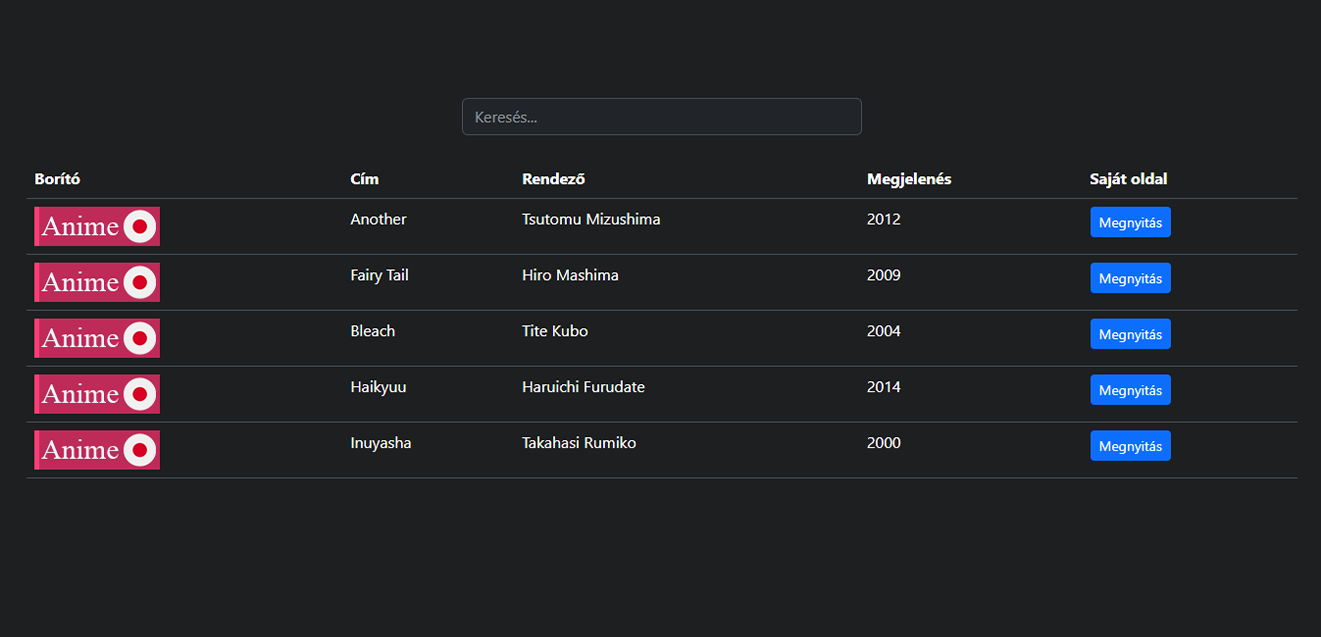 Keresés...
Borító Cím Rendező Megjelenés Saját oldal
Anime Another Tsutomu Mizushima 2012 Megnyitás
Anime Fairy Tail Hiro Mashima 2009 Megnyitás
Anime Bleach Tite Kubo 2004 Megnyitás
Anime Haikyuu Haruichi Furudate 2014 Megnyitás
Anime Inuyasha Takahasi Rumiko 2000 Megnyitás